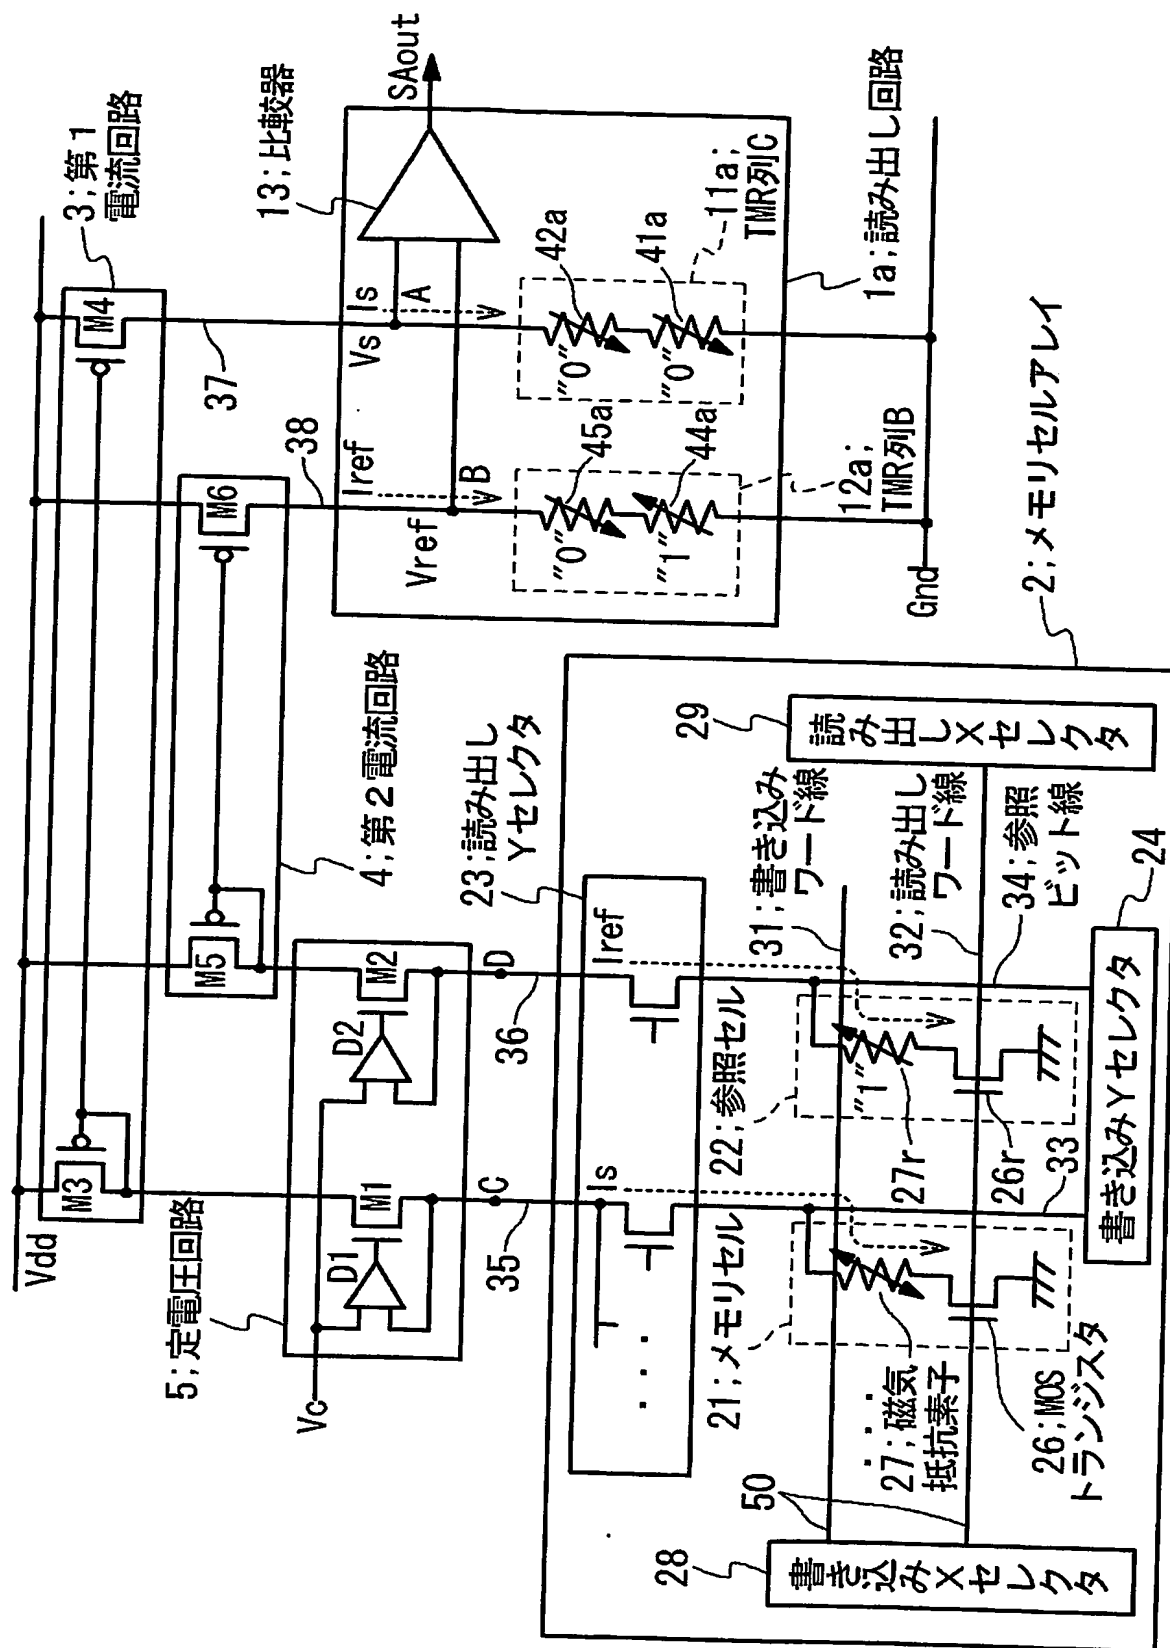 Vdd
3;第1
電流回路
M3
M4
37
M5
M6
38
4;第2電流回路
5;定電圧回路
Vc
D1
M1
D2
M2
C
D
35
36
13;比較器
SAout
Vs
Is
A
Vref
Iref
B
"0"
42a
"0"
41a
11a;
TMR列C
"0"
45a
"1"
44a
12a;
TMR列B
1a;読み出し回路
Gnd
2;メモリセルアレイ
23;読み出し
Yセレクタ
Is
Iref
. . .
21;メモリセル
22;参照セル
31;書き込み
ワード線
32;読み出し
ワード線
34;参照
ビット線
29
読み出しXセレクタ
"1"
27r
26r
33
24
書き込みYセレクタ
. . .
27;磁気
抵抗素子
26;MOS
トランジスタ
50
28
書き込みXセレクタ